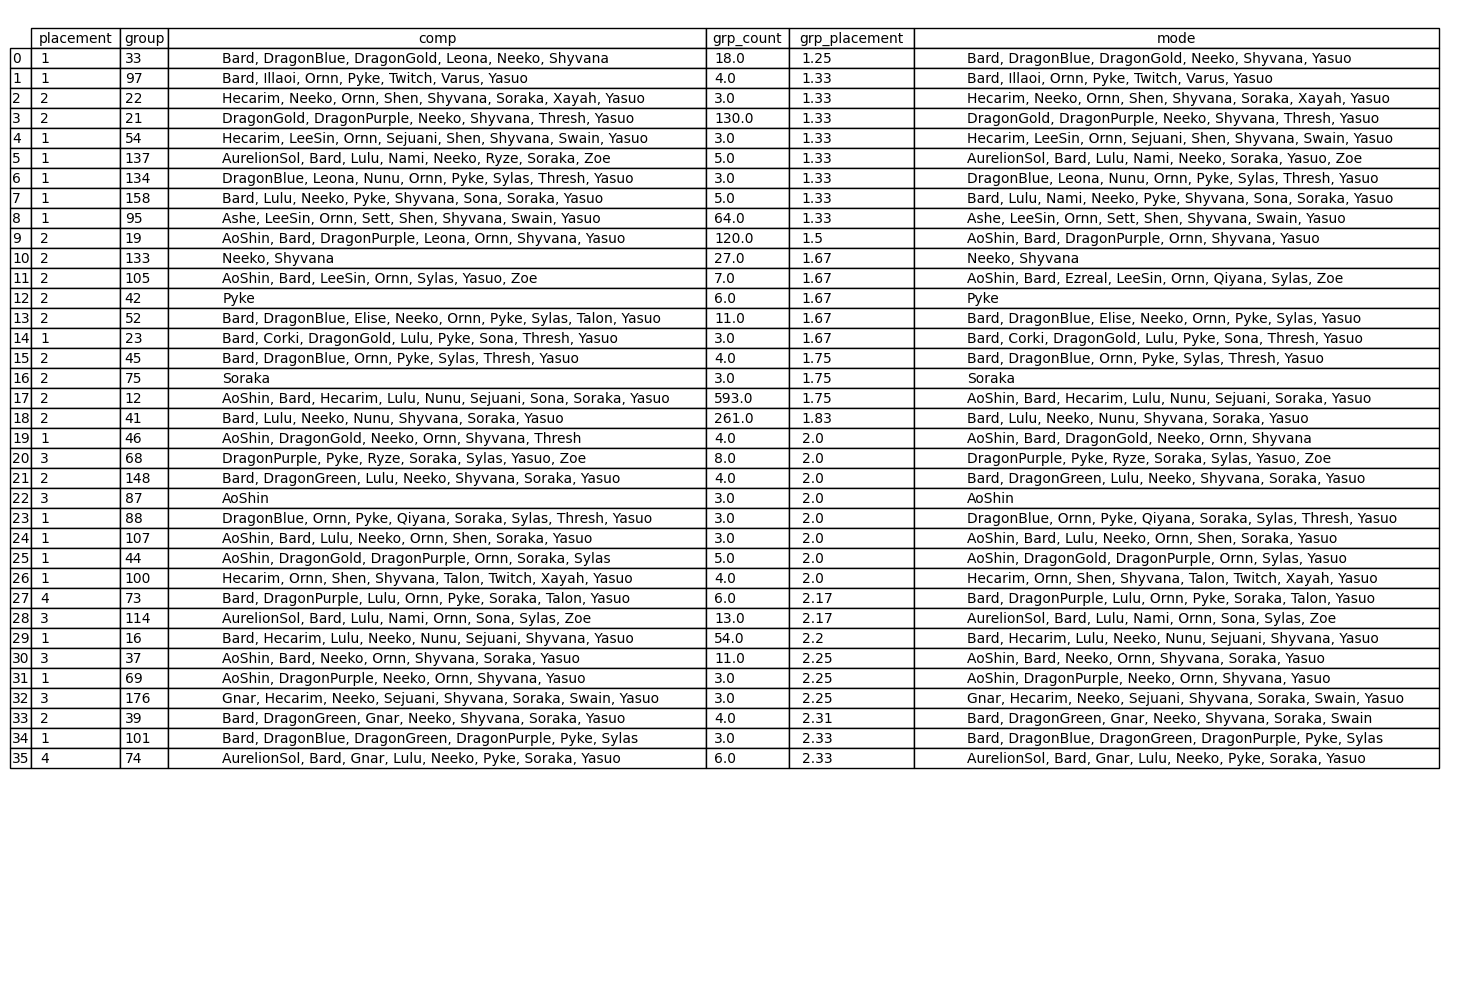 placement group comp grp_count grp_placement mode
0 1 33 Bard, DragonBlue, DragonGold, Leona, Neeko, Shyvana 18.0 1.25 Bard, DragonBlue, DragonGold, Neeko, Shyvana, Yasuo
1 1 97 Bard, Illaoi, Ornn, Pyke, Twitch, Varus, Yasuo 4.0 1.33 Bard, Illaoi, Ornn, Pyke, Twitch, Varus, Yasuo
2 2 22 Hecarim, Neeko, Ornn, Shen, Shyvana, Soraka, Xayah, Yasuo 3.0 1.33 Hecarim, Neeko, Ornn, Shen, Shyvana, Soraka, Xayah, Yasuo
3 2 21 DragonGold, DragonPurple, Neeko, Shyvana, Thresh, Yasuo 130.0 1.33 DragonGold, DragonPurple, Neeko, Shyvana, Thresh, Yasuo
4 1 54 Hecarim, LeeSin, Ornn, Sejuani, Shen, Shyvana, Swain, Yasuo 3.0 1.33 Hecarim, LeeSin, Ornn, Sejuani, Shen, Shyvana, Swain, Yasuo
5 1 137 AurelionSol, Bard, Lulu, Nami, Neeko, Ryze, Soraka, Zoe 5.0 1.33 AurelionSol, Bard, Lulu, Nami, Neeko, Soraka, Yasuo, Zoe
6 1 134 DragonBlue, Leona, Nunu, Ornn, Pyke, Sylas, Thresh, Yasuo 3.0 1.33 DragonBlue, Leona, Nunu, Ornn, Pyke, Sylas, Thresh, Yasuo
7 1 158 Bard, Lulu, Neeko, Pyke, Shyvana, Sona, Soraka, Yasuo 5.0 1.33 Bard, Lulu, Nami, Neeko, Pyke, Shyvana, Sona, Soraka, Yasuo
8 1 95 Ashe, LeeSin, Ornn, Sett, Shen, Shyvana, Swain, Yasuo 64.0 1.33 Ashe, LeeSin, Ornn, Sett, Shen, Shyvana, Swain, Yasuo
9 2 19 AoShin, Bard, DragonPurple, Leona, Ornn, Shyvana, Yasuo 120.0 1.5 AoShin, Bard, DragonPurple, Ornn, Shyvana, Yasuo
10 2 133 Neeko, Shyvana 27.0 1.67 Neeko, Shyvana
11 2 105 AoShin, Bard, LeeSin, Ornn, Sylas, Yasuo, Zoe 7.0 1.67 AoShin, Bard, Ezreal, LeeSin, Ornn, Qiyana, Sylas, Zoe
12 2 42 Pyke 6.0 1.67 Pyke
13 2 52 Bard, DragonBlue, Elise, Neeko, Ornn, Pyke, Sylas, Talon, Yasuo 11.0 1.67 Bard, DragonBlue, Elise, Neeko, Ornn, Pyke, Sylas, Yasuo
14 1 23 Bard, Corki, DragonGold, Lulu, Pyke, Sona, Thresh, Yasuo 3.0 1.67 Bard, Corki, DragonGold, Lulu, Pyke, Sona, Thresh, Yasuo
15 2 45 Bard, DragonBlue, Ornn, Pyke, Sylas, Thresh, Yasuo 4.0 1.75 Bard, DragonBlue, Ornn, Pyke, Sylas, Thresh, Yasuo
16 2 75 Soraka 3.0 1.75 Soraka
17 2 12 AoShin, Bard, Hecarim, Lulu, Nunu, Sejuani, Sona, Soraka, Yasuo 593.0 1.75 AoShin, Bard, Hecarim, Lulu, Nunu, Sejuani, Soraka, Yasuo
18 2 41 Bard, Lulu, Neeko, Nunu, Shyvana, Soraka, Yasuo 261.0 1.83 Bard, Lulu, Neeko, Nunu, Shyvana, Soraka, Yasuo
19 1 46 AoShin, DragonGold, Neeko, Ornn, Shyvana, Thresh 4.0 2.0 AoShin, Bard, DragonGold, Neeko, Ornn, Shyvana
20 3 68 DragonPurple, Pyke, Ryze, Soraka, Sylas, Yasuo, Zoe 8.0 2.0 DragonPurple, Pyke, Ryze, Soraka, Sylas, Yasuo, Zoe
21 2 148 Bard, DragonGreen, Lulu, Neeko, Shyvana, Soraka, Yasuo 4.0 2.0 Bard, DragonGreen, Lulu, Neeko, Shyvana, Soraka, Yasuo
22 3 87 AoShin 3.0 2.0 AoShin
23 1 88 DragonBlue, Ornn, Pyke, Qiyana, Soraka, Sylas, Thresh, Yasuo 3.0 2.0 DragonBlue, Ornn, Pyke, Qiyana, Soraka, Sylas, Thresh, Yasuo
24 1 107 AoShin, Bard, Lulu, Neeko, Ornn, Shen, Soraka, Yasuo 3.0 2.0 AoShin, Bard, Lulu, Neeko, Ornn, Shen, Soraka, Yasuo
25 1 44 AoShin, DragonGold, DragonPurple, Ornn, Soraka, Sylas 5.0 2.0 AoShin, DragonGold, DragonPurple, Ornn, Sylas, Yasuo
26 1 100 Hecarim, Ornn, Shen, Shyvana, Talon, Twitch, Xayah, Yasuo 4.0 2.0 Hecarim, Ornn, Shen, Shyvana, Talon, Twitch, Xayah, Yasuo
27 4 73 Bard, DragonPurple, Lulu, Ornn, Pyke, Soraka, Talon, Yasuo 6.0 2.17 Bard, DragonPurple, Lulu, Ornn, Pyke, Soraka, Talon, Yasuo
28 3 114 AurelionSol, Bard, Lulu, Nami, Ornn, Sona, Sylas, Zoe 13.0 2.17 AurelionSol, Bard, Lulu, Nami, Ornn, Sona, Sylas, Zoe
29 1 16 Bard, Hecarim, Lulu, Neeko, Nunu, Sejuani, Shyvana, Yasuo 54.0 2.2 Bard, Hecarim, Lulu, Neeko, Nunu, Sejuani, Shyvana, Yasuo
30 3 37 AoShin, Bard, Neeko, Ornn, Shyvana, Soraka, Yasuo 11.0 2.25 AoShin, Bard, Neeko, Ornn, Shyvana, Soraka, Yasuo
31 1 69 AoShin, DragonPurple, Neeko, Ornn, Shyvana, Yasuo 3.0 2.25 AoShin, DragonPurple, Neeko, Ornn, Shyvana, Yasuo
32 3 176 Gnar, Hecarim, Neeko, Sejuani, Shyvana, Soraka, Swain, Yasuo 3.0 2.25 Gnar, Hecarim, Neeko, Sejuani, Shyvana, Soraka, Swain, Yasuo
33 2 39 Bard, DragonGreen, Gnar, Neeko, Shyvana, Soraka, Yasuo 4.0 2.31 Bard, DragonGreen, Gnar, Neeko, Shyvana, Soraka, Swain
34 1 101 Bard, DragonBlue, DragonGreen, DragonPurple, Pyke, Sylas 3.0 2.33 Bard, DragonBlue, DragonGreen, DragonPurple, Pyke, Sylas
35 4 74 AurelionSol, Bard, Gnar, Lulu, Neeko, Pyke, Soraka, Yasuo 6.0 2.33 AurelionSol, Bard, Gnar, Lulu, Neeko, Pyke, Soraka, Yasuo